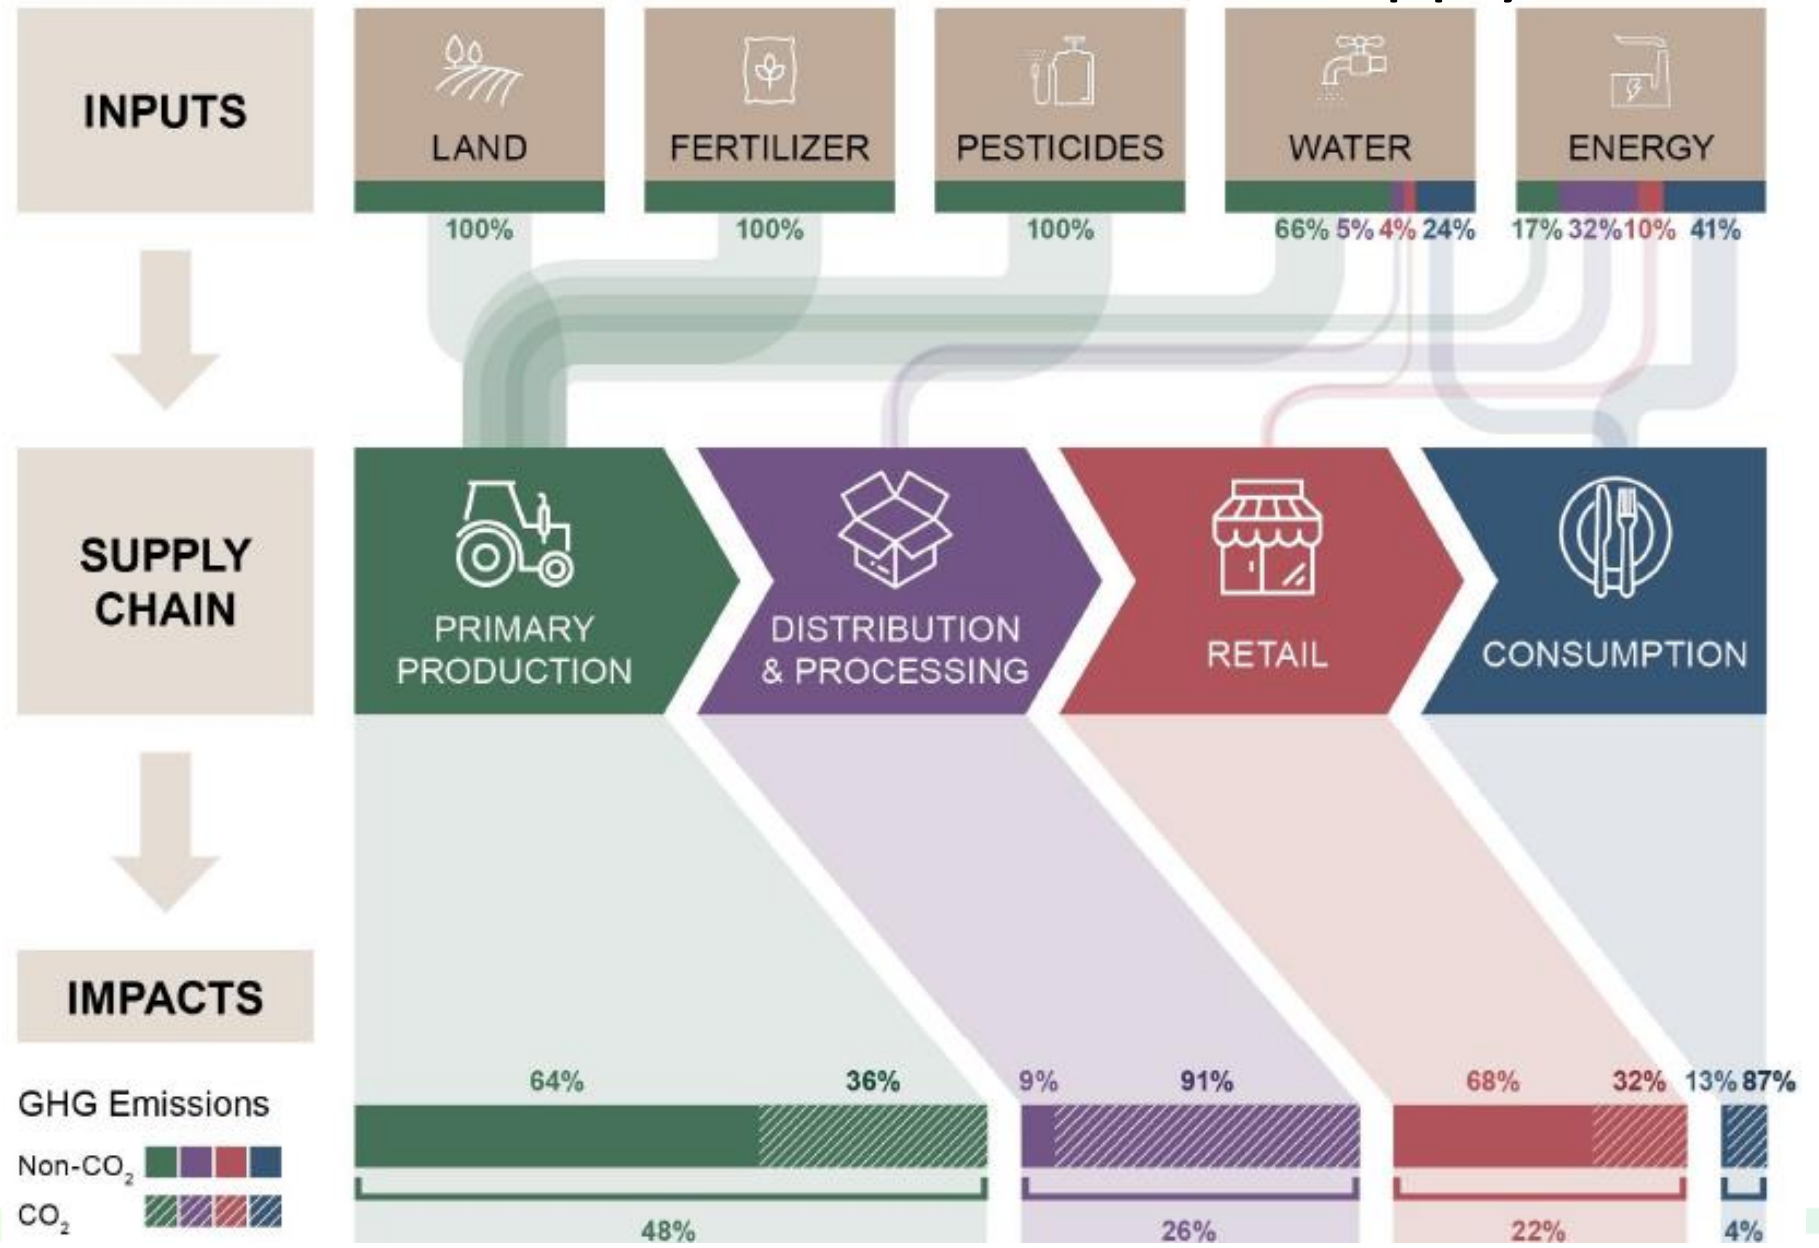 INPUTS
LAND
FERTILIZER
PESTICIDES
WATER
ENERGY
100%
100%
100%
66% 5% 4% 24%
17% 32% 10% 41%
SUPPLY
CHAIN
PRIMARY
PRODUCTION
DISTRIBUTION
& PROCESSING
RETAIL
CONSUMPTION
IMPACTS
GHG Emissions
Non-CO₂
CO₂
64% 36%
9% 91%
68% 32%
13% 87%
48%
26%
22%
4%